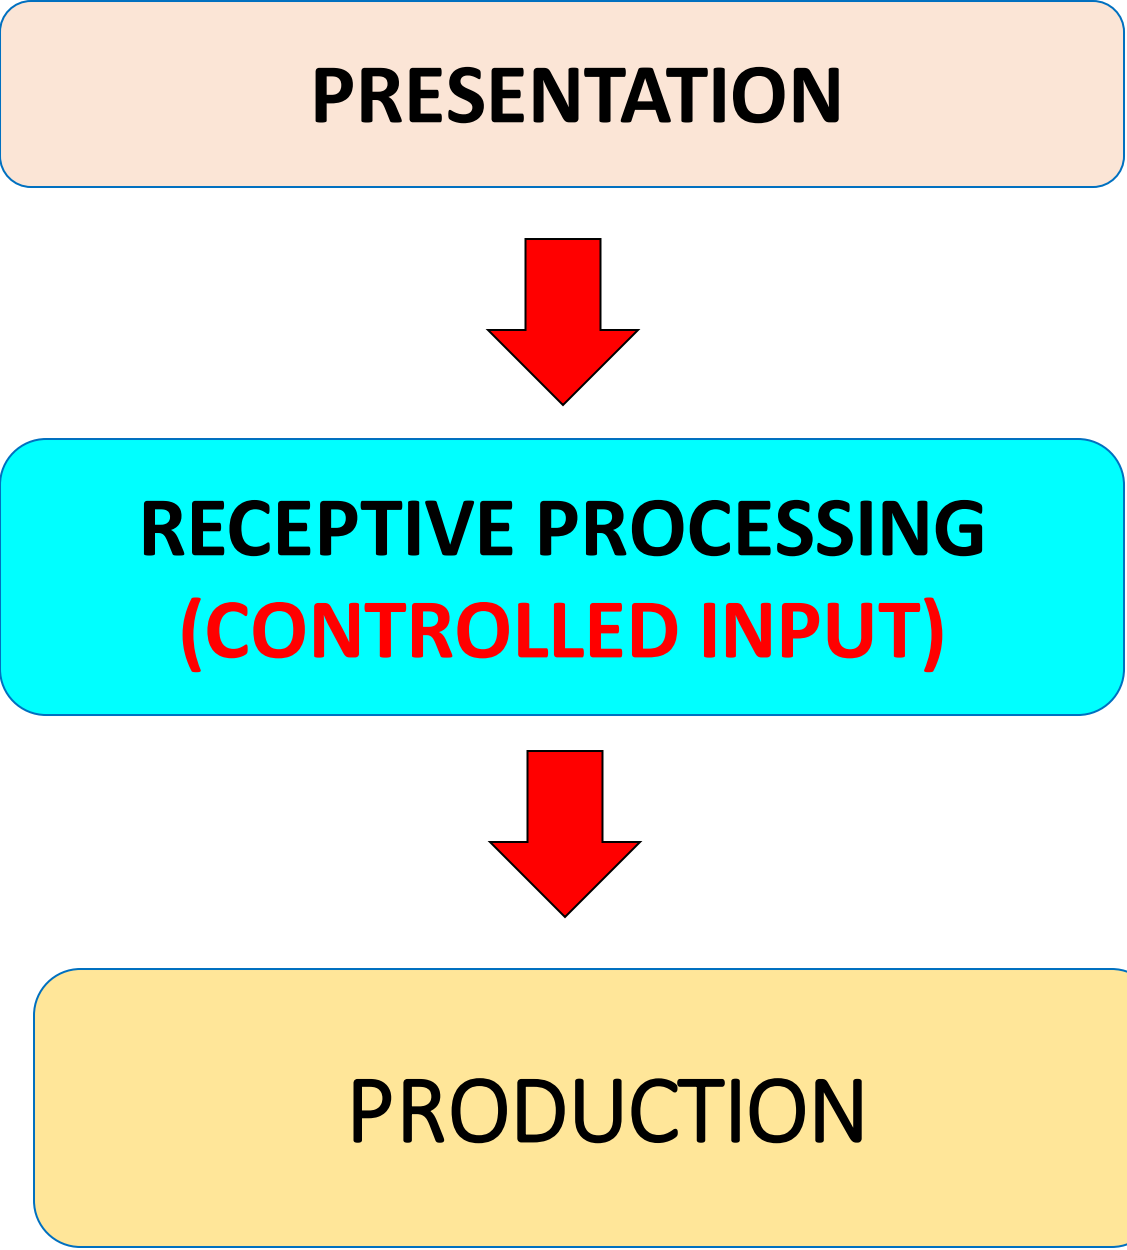 PRESENTATION
RECEPTIVE PROCESSING
(CONTROLLED INPUT)
PRODUCTION